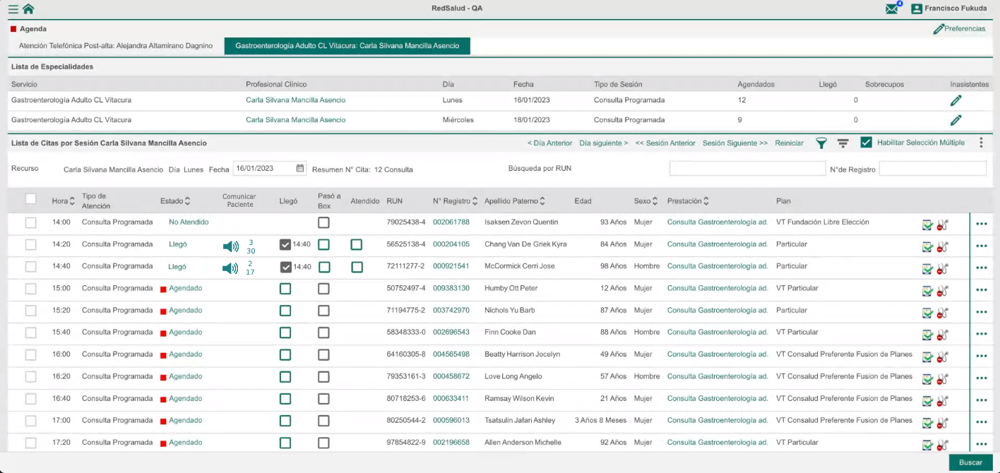 RedSalud - QA
4
Francisco Fukuda
Agenda
Preferencias
Atención Telefónica Post-alta: Alejandra Altamirano Dagnino
Gastroenterología Adulto CL Vitacura: Carla Silvana Mancilla Asencio
Lista de Especialidades
Servicio Profesional Clínico Día Fecha Tipo de Sesión Agendados Llegó Sobrecupos Inasistentes
Gastroenterología Adulto CL Vitacura Carla Silvana Mancilla Asencio Lunes 16/01/2023 Consulta Programada 12 0
Gastroenterología Adulto CL Vitacura Carla Silvana Mancilla Asencio Miércoles 18/01/2023 Consulta Programada 9 0
Lista de Citas por Sesión Carla Silvana Mancilla Asencio < Día Anterior Día siguiente > << Sesión Anterior Sesión Siguiente >> Reiniciar Habilitar Selección Múltiple
Recurso Carla Silvana Mancilla Asencio Día Lunes Fecha 16/01/2023 Resumen N° Cita: 12 Consulta Búsqueda por RUN N°de Registro
Hora Tipo de Atención Estado Comunicar Paciente Llegó Pasó a Box Atendido RUN N° Registro Apellido Paterno Edad Sexo Prestación Plan
14:00 Consulta Programada No Atendido 79025438-4 002061788 Isaksen Zevon Quentin 93 Años Mujer Consulta Gastroenterología ad. VT Fundación Libre Elección
14:20 Consulta Programada Llegó 3 30 14:40 56525138-4 000204105 Chang Van De Griek Kyra 84 Años Mujer Consulta Gastroenterología ad. Particular
14:40 Consulta Programada Llegó 2 17 14:40 72111277-2 000921541 McCormick Cerri Jose 98 Años Hombre Consulta Gastroenterología ad. Particular
15:00 Consulta Programada Agendado 50752497-4 009383130 Humby Ott Peter 12 Años Mujer Consulta Gastroenterología ad. VT Particular
15:20 Consulta Programada Agendado 71194775-2 003742970 Nichols Yu Barb 87 Años Mujer Consulta Gastroenterología ad. Particular
15:40 Consulta Programada Agendado 58348333-0 002696543 Finn Cooke Dan 88 Años Hombre Consulta Gastroenterología ad. VT Particular
16:00 Consulta Programada Agendado 64160305-8 004565498 Beatty Harrison Jocelyn 49 Años Mujer Consulta Gastroenterología ad. VT Consalud Preferente Fusion de Planes
16:20 Consulta Programada Agendado 79353161-3 000458672 Love Long Angelo 57 Años Hombre Consulta Gastroenterología ad. VT Consalud Preferente Fusion de Planes
16:40 Consulta Programada Agendado 80718253-6 000633411 Ramsay Wilson Kevin 21 Años Mujer Consulta Gastroenterología ad. VT Consalud Preferente Fusion de Planes
17:00 Consulta Programada Agendado 80250544-2 000596013 Tsatsulin Jafari Ashley 3 Años 8 Meses Mujer Consulta Gastroenterología ad. VT Consalud Preferente Fusion de Planes
17:20 Consulta Programada Agendado 97854822-9 002196658 Allen Anderson Michelle 92 Años Mujer Consulta Gastroenterología ad. VT Particular
Buscar